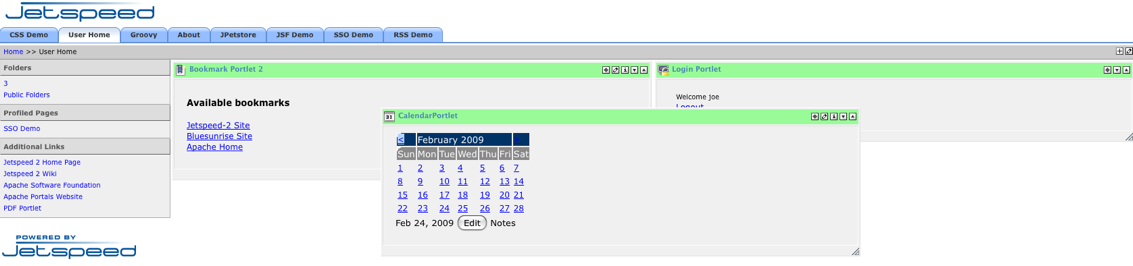 Jetspeed
CSS Demo User Home Groovy About JPetstore JSF Demo SSO Demo RSS Demo
Home >> User Home
Folders
3
Public Folders
Profiled Pages
SSO Demo
Additional Links
Jetspeed 2 Home Page
Jetspeed 2 Wiki
Apache Software Foundation
Apache Portals Website
PDF Portlet
POWERED BY
Jetspeed
Bookmark Portlet 2
Available bookmarks
Jetspeed-2 Site
Bluesunrise Site
Apache Home
Login Portlet
Welcome Joe
Logout
31 CalendarPortlet
< February 2009
Sun Mon Tue Wed Thu Fri Sat
1 2 3 4 5 6 7
8 9 10 11 12 13 14
15 16 17 18 19 20 21
22 23 24 25 26 27 28
Feb 24, 2009 Edit Notes